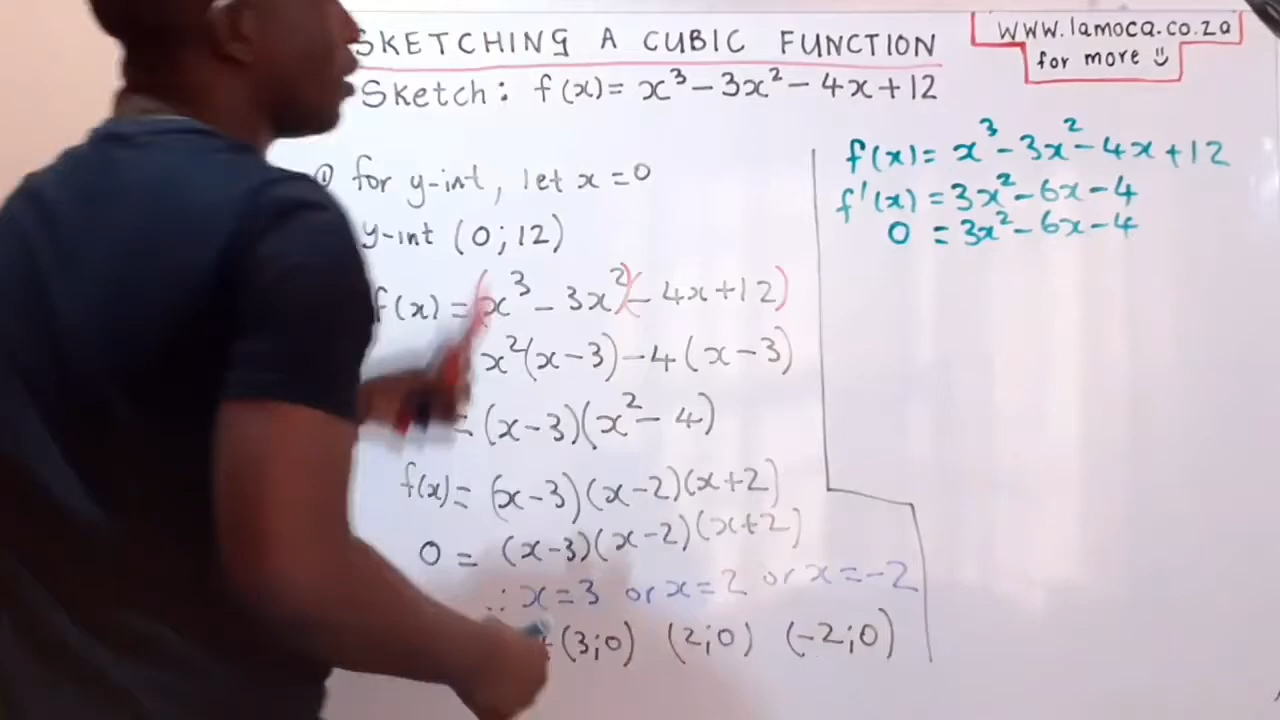 SKETCHING A CUBIC FUNCTION
www.lamoca.co.za
for more
Sketch: f(x) = x³ - 3x² - 4x + 12
① for y-int, let x = 0
y-int (0;12)
f(x) = (x³ - 3x²)(- 4x + 12)
x²(x-3) - 4(x-3)
= (x-3)(x² - 4)
f(x) = (x-3)(x-2)(x+2)
0 = (x-3)(x-2)(x+2)
∴ x = 3 or x = 2 or x = -2
(3;0) (2;0) (-2;0)
f(x) = x³ - 3x² - 4x + 12
f'(x) = 3x² - 6x - 4
0 = 3x² - 6x - 4